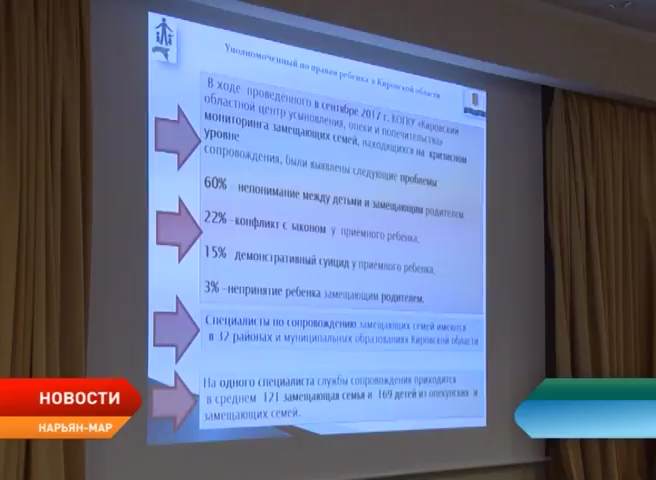 Уполномоченный по правам ребенка в Кировской области
В ходе проведенного в сентябре 2017 г. КОГКУ «Кировский
областной центр усыновления, опеки и попечительства»
мониторинга замещающих семей, находящихся на кризисном
уровне
сопровождения, были выявлены следующие проблемы
60% - непонимание между детьми и замещающим родителем
22% -конфликт с законом у приемного ребенка,
15% демонстративный суицид у приемного ребенка,
3% -непринятие ребенка замещающим родителем.
Специалисты по сопровождению замещающих семей имеются
в 32 районах и муниципальных образованиях Кировской области
На одного специалиста службы сопровождения приходится
в среднем 121 замещающая семья и 169 детей из опекунских и
замещающих семей.
НОВОСТИ
НАРЬЯН-МАР